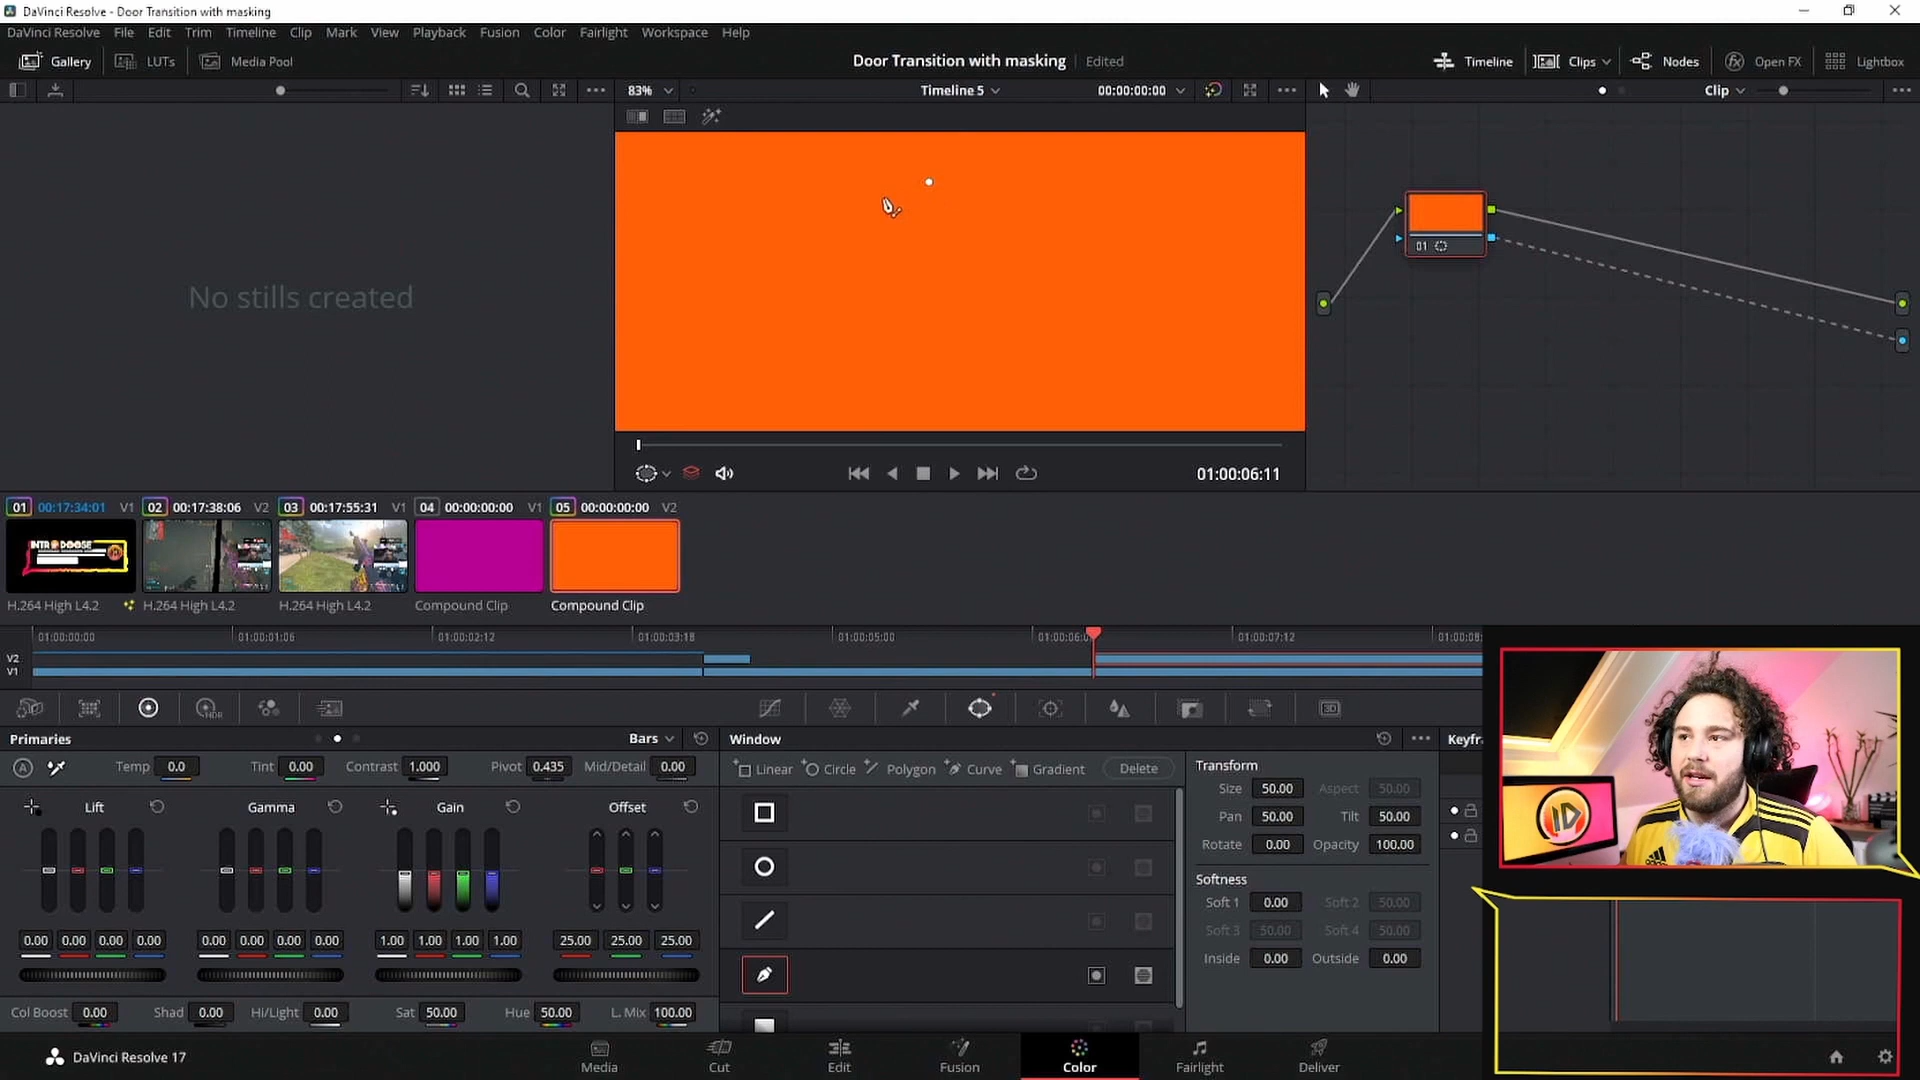 DaVinci Resolve - Door Transition with masking
DaVinci Resolve File Edit Trim Timeline Clip Mark View Playback Fusion Color Fairlight Workspace Help
Gallery LUTs Media Pool Door Transition with masking Edited Timeline Clips Nodes Open FX Lightbox
83% Timeline 5 00:00:00:00 Clip
No stills created
01
01:00:06:11
01 00:17:34:01 V1 02 00:17:38:06 V2 03 00:17:55:31 V1 04 00:00:00:00 V1 05 00:00:00:00 V2
H.264 High L4.2 H.264 High L4.2 H.264 High L4.2 Compound Clip Compound Clip
01:00:00:00 01:00:01:06 01:00:02:12 01:00:03:18 01:00:05:00 01:00:06:0 01:00:07:12 01:00:08:
V2
V1
HDR 3D
Primaries Bars Window Keyfr
A Temp 0.0 Tint 0.00 Contrast 1.000 Pivot 0.435 Mid/Detail 0.00 Linear Circle Polygon Curve Gradient Delete Transform
Size 50.00 Aspect 50.00
Lift Gamma Gain Offset Pan 50.00 Tilt 50.00
Rotate 0.00 Opacity 100.00
Softness
Soft 1 0.00 Soft 2 50.00
Soft 3 50.00 Soft 4 50.00
0.00 0.00 0.00 0.00 0.00 0.00 0.00 0.00 1.00 1.00 1.00 1.00 25.00 25.00 25.00
Inside 0.00 Outside 0.00
Col Boost 0.00 Shad 0.00 Hi/Light 0.00 Sat 50.00 Hue 50.00 L. Mix 100.00
DaVinci Resolve 17 Media Cut Edit Fusion Color Fairlight Deliver
ID